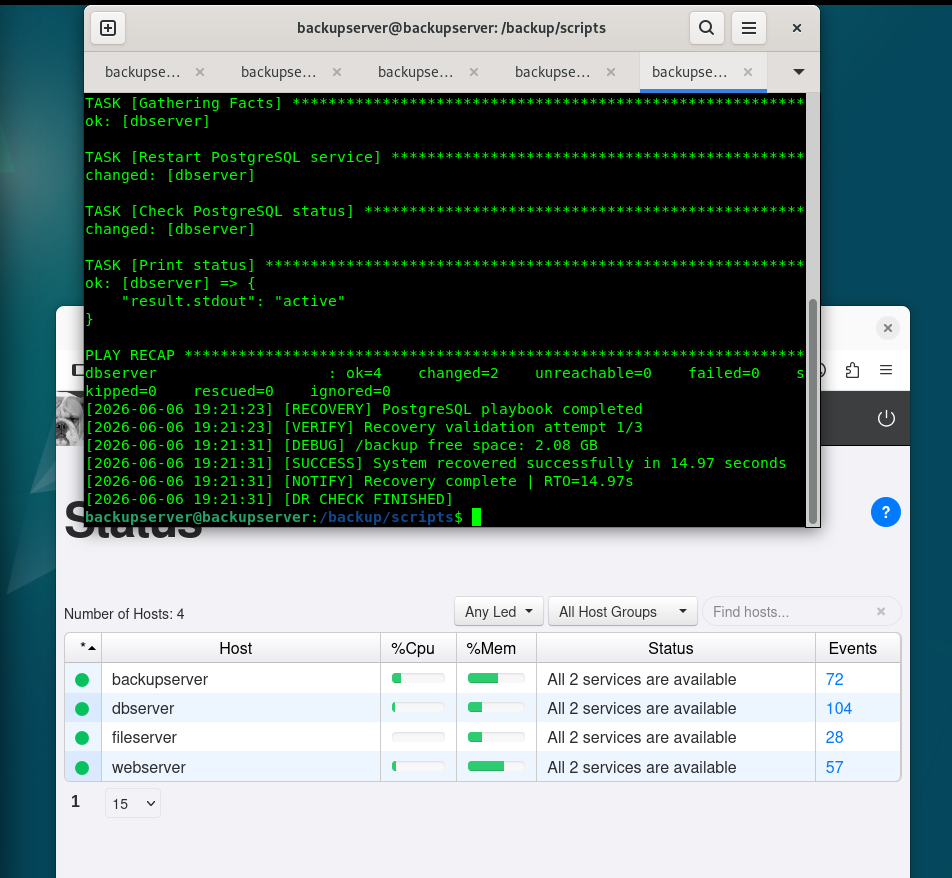 backupserver@backupserver: /backup/scripts
backupse... backupse... backupse... backupse... backupse...
TASK [Gathering Facts] *********************************************************
ok: [dbserver]
TASK [Restart PostgreSQL service] **********************************************
changed: [dbserver]
TASK [Check PostgreSQL status] *************************************************
changed: [dbserver]
TASK [Print status] ************************************************************
ok: [dbserver] => {
    "result.stdout": "active"
}
PLAY RECAP *********************************************************************
dbserver                   : ok=4    changed=2    unreachable=0    failed=0    s
kipped=0    rescued=0    ignored=0
[2026-06-06 19:21:23] [RECOVERY] PostgreSQL playbook completed
[2026-06-06 19:21:23] [VERIFY] Recovery validation attempt 1/3
[2026-06-06 19:21:31] [DEBUG] /backup free space: 2.08 GB
[2026-06-06 19:21:31] [SUCCESS] System recovered successfully in 14.97 seconds
[2026-06-06 19:21:31] [NOTIFY] Recovery complete | RTO=14.97s
[2026-06-06 19:21:31] [DR CHECK FINISHED]
backupserver@backupserver:/backup/scripts$
Status
?
Number of Hosts: 4
Any Led All Host Groups Find hosts...
* Host %Cpu %Mem Status Events
backupserver All 2 services are available 72
dbserver All 2 services are available 104
fileserver All 2 services are available 28
webserver All 2 services are available 57
1 15